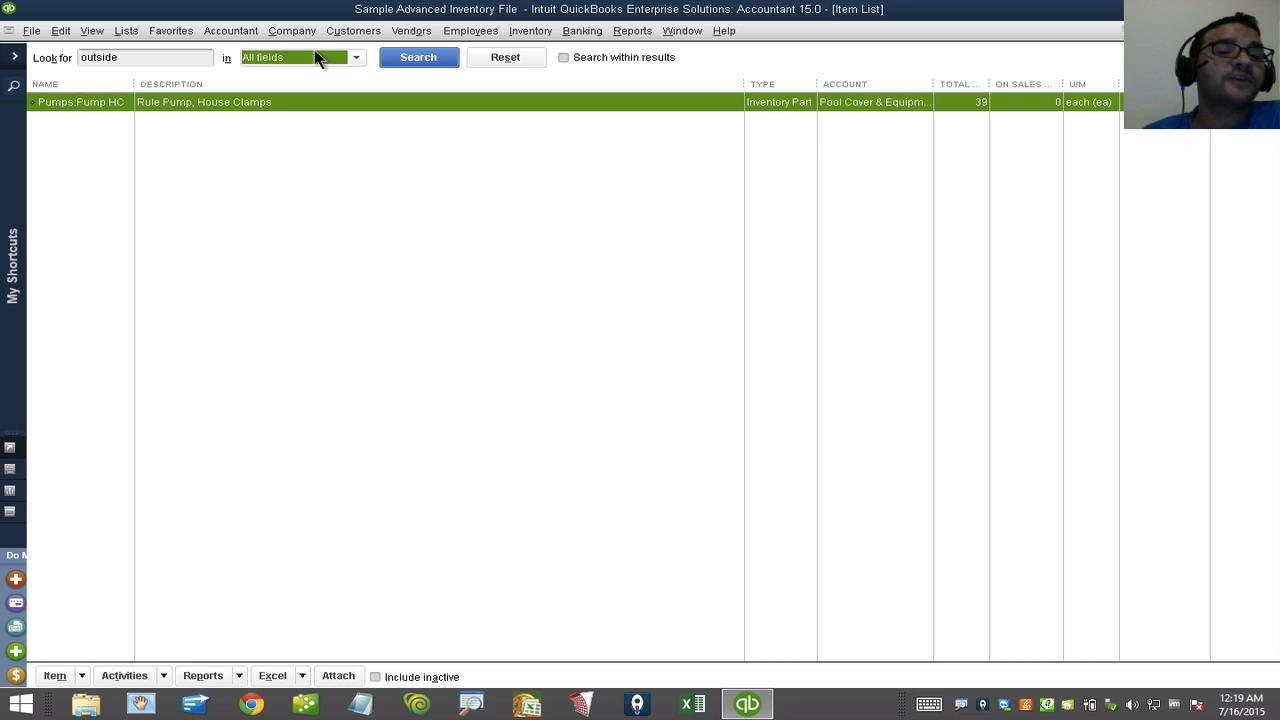 Sample Advanced Inventory File - Intuit QuickBooks Enterprise Solutions: Accountant 15.0 - [Item List]
File Edit View Lists Favorites Accountant Company Customers Vendors Employees Inventory Banking Reports Window Help
Look for outside in All fields Search Reset Search within results
NAME DESCRIPTION TYPE ACCOUNT TOTAL ... ON SALES ... U/M
Pumps:Pump HC Rule Pump, House Clamps Inventory Part Pool Cover & Equipm... 39 0 each (ea)
My Shortcuts
Do M
Item Activities Reports Excel Attach Include inactive
12:19 AM
7/16/2015